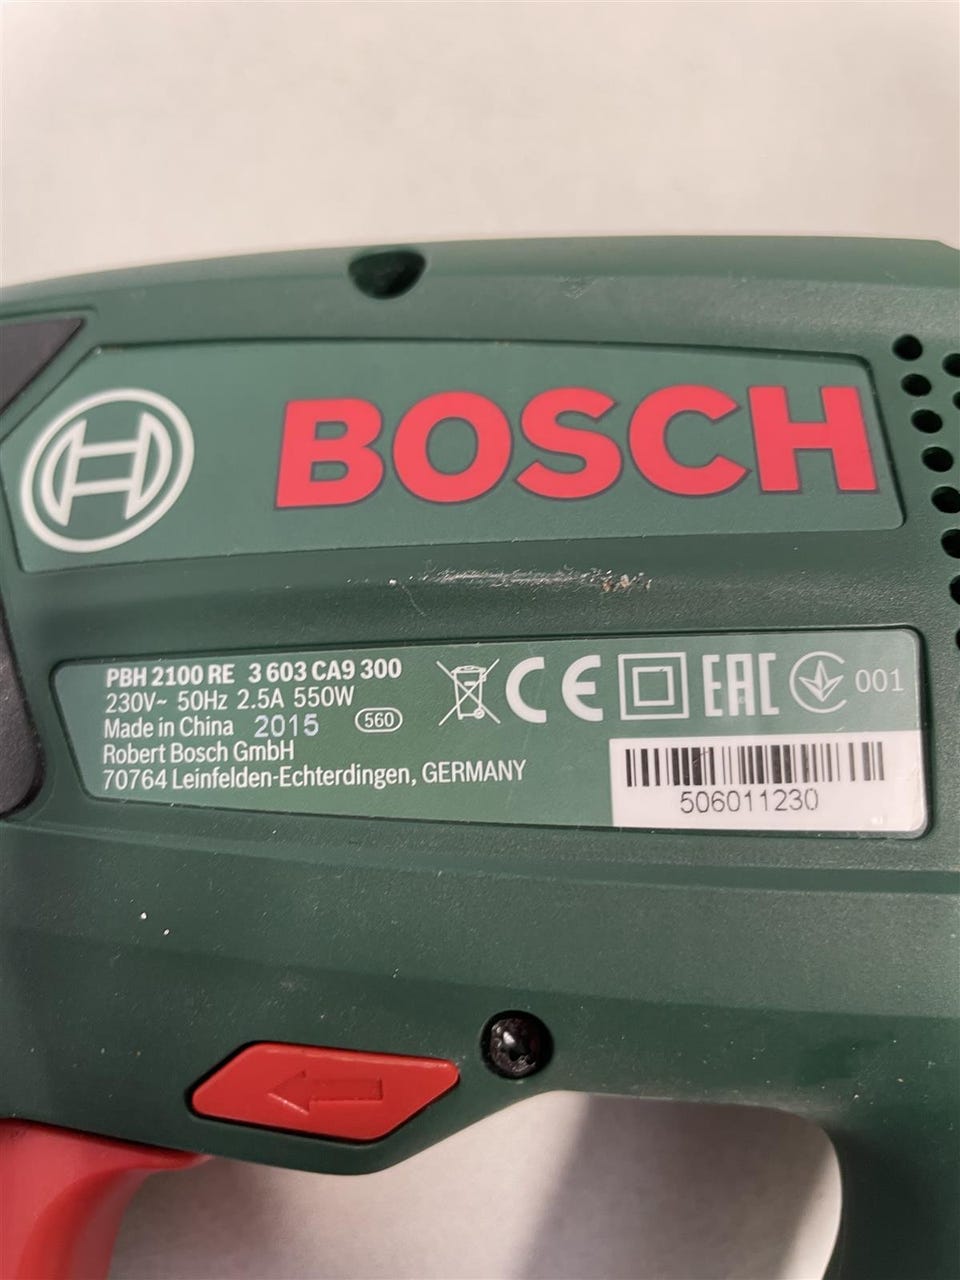 BOSCH
PBH 2100 RE 3 603 CA9 300
230V~ 50Hz 2.5A 550W
Made in China 2015 560
Robert Bosch GmbH
70764 Leinfelden-Echterdingen, GERMANY
CE EAC 001
506011230